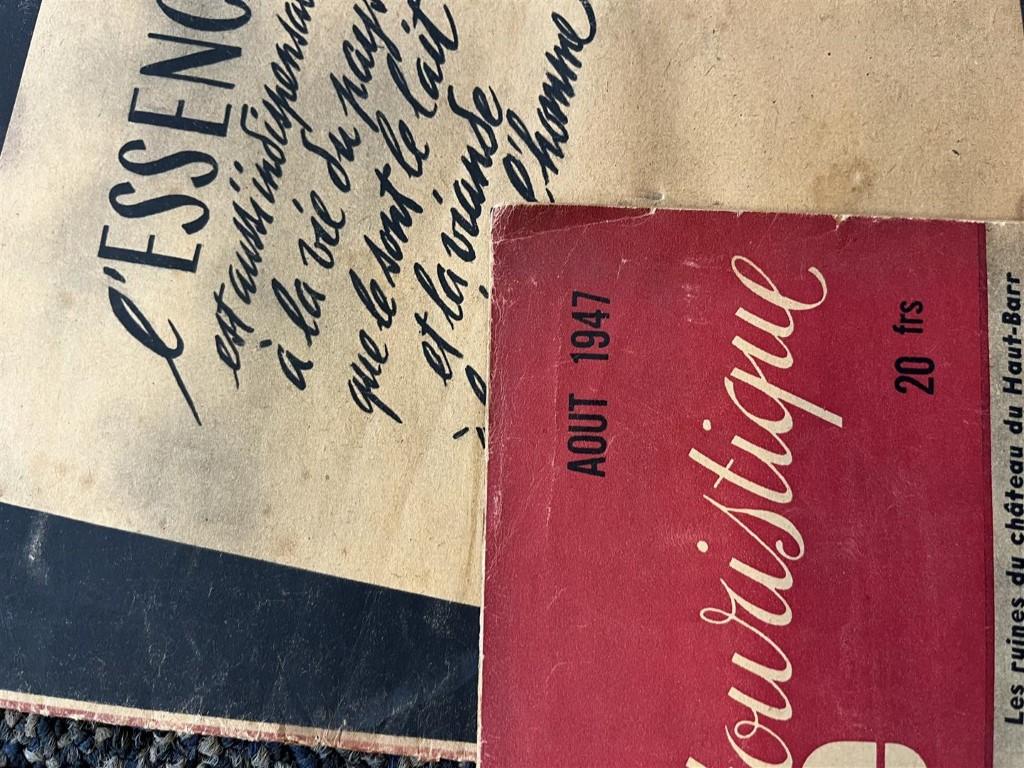 l'ESSENC
est aussi indispensa
à la vie du pays
que le sont le lait
et la viande
à l'homme
AOUT 1947
touristique
20 frs
e
Les ruines du château du Haut-Barr